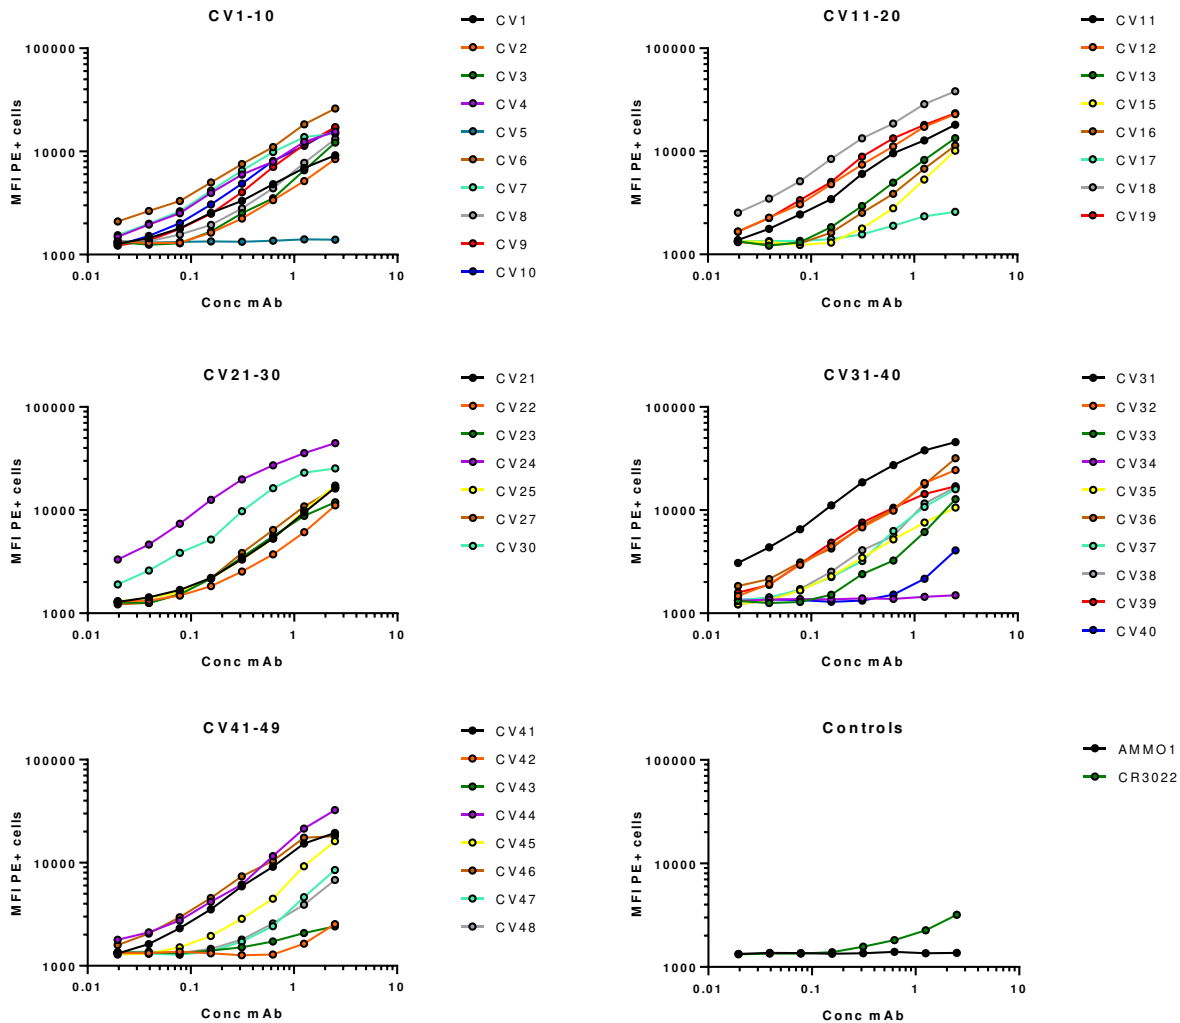 CV1-10
MFI PE+ cells
100000
10000
1000
0.01 0.1 1 10
Conc mAb
CV1
CV2
CV3
CV4
CV5
CV6
CV7
CV8
CV9
CV10
CV11-20
MFI PE+ cells
100000
10000
1000
0.01 0.1 1 10
Conc mAb
CV11
CV12
CV13
CV15
CV16
CV17
CV18
CV19
CV21-30
MFI PE+ cells
100000
10000
1000
0.01 0.1 1 10
Conc mAb
CV21
CV22
CV23
CV24
CV25
CV27
CV30
CV31-40
MFI PE+ cells
100000
10000
1000
0.01 0.1 1 10
Conc mAb
CV31
CV32
CV33
CV34
CV35
CV36
CV37
CV38
CV39
CV40
CV41-49
MFI PE+ cells
100000
10000
1000
0.01 0.1 1 10
Conc mAb
CV41
CV42
CV43
CV44
CV45
CV46
CV47
CV48
Controls
MFI PE+ cells
100000
10000
1000
0.01 0.1 1 10
Conc mAb
AMMO1
CR3022